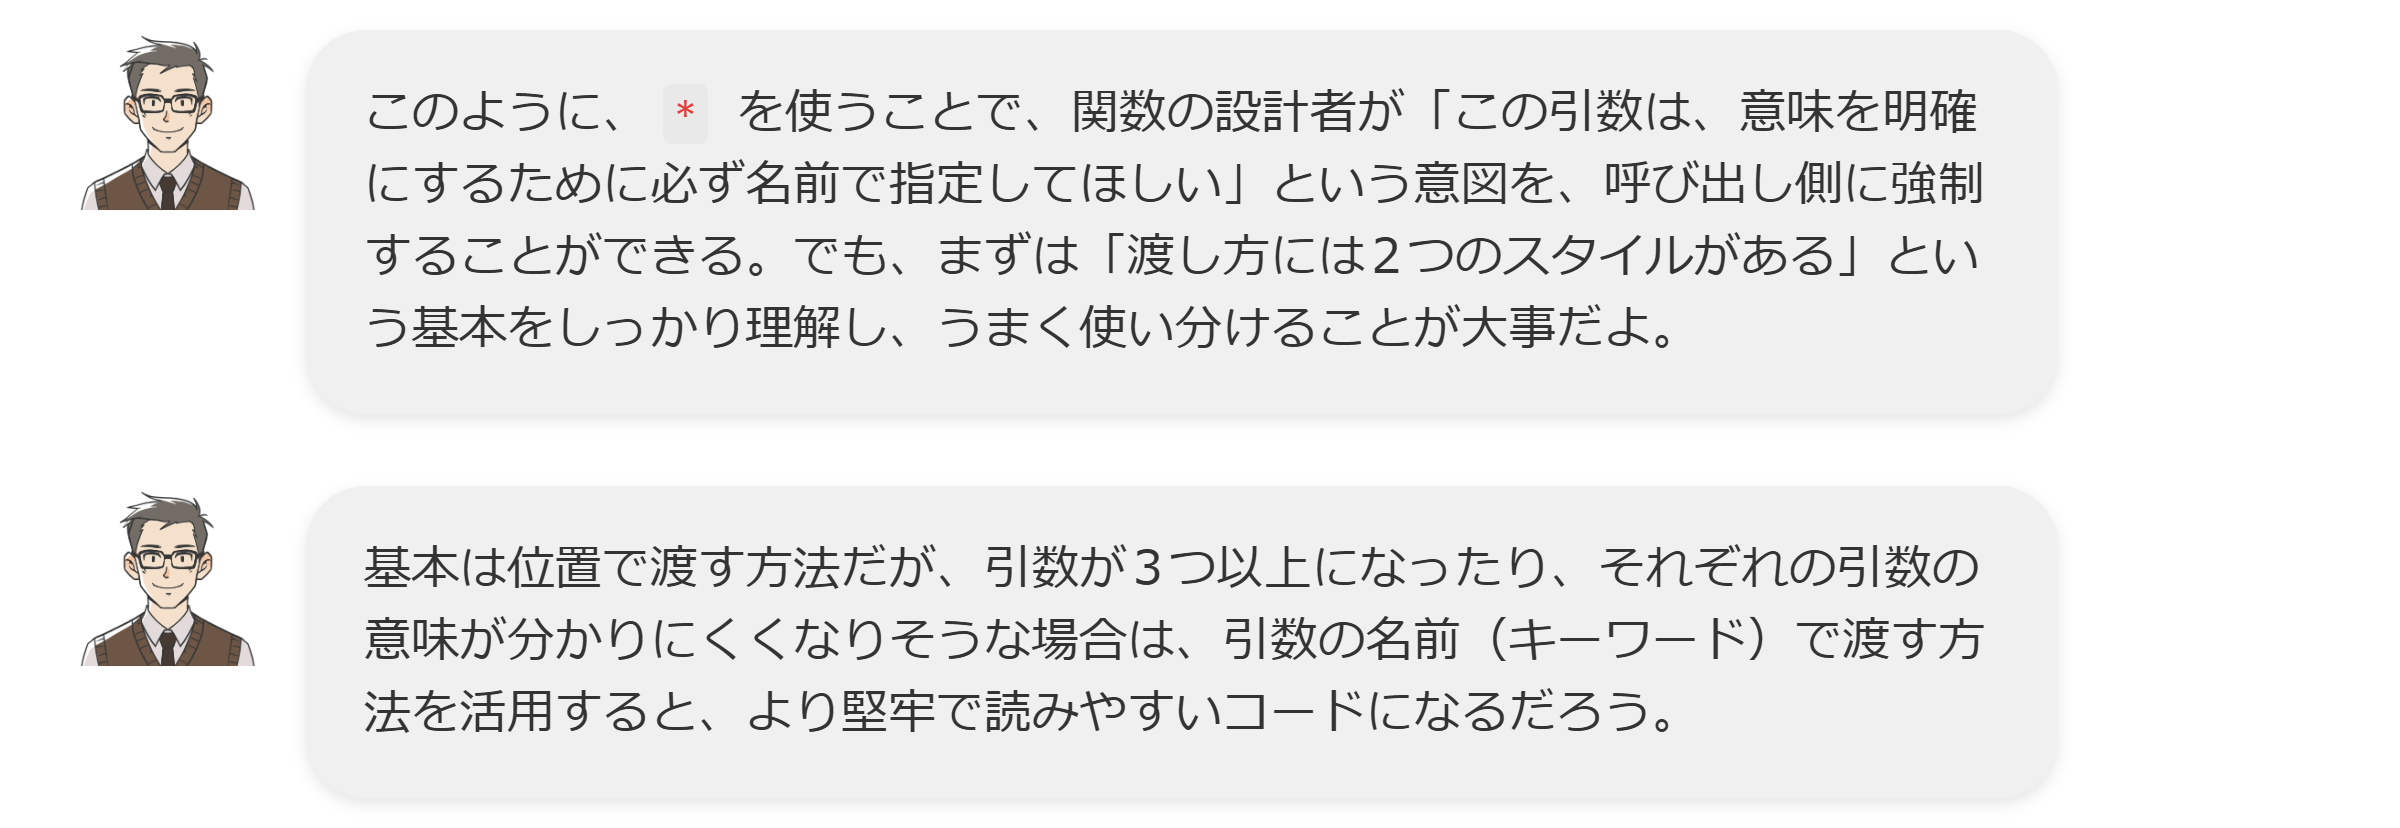 このように、 * を使うことで、関数の設計者が「この引数は、意味を明確
にするために必ず名前で指定してほしい」という意図を、呼び出し側に強制
することができる。でも、まずは「渡し方には2つのスタイルがある」とい
う基本をしっかり理解し、うまく使い分けることが大事だよ。
基本は位置で渡す方法だが、引数が3つ以上になったり、それぞれの引数の
意味が分かりにくくなりそうな場合は、引数の名前（キーワード）で渡す方
法を活用すると、より堅牢で読みやすいコードになるだろう。